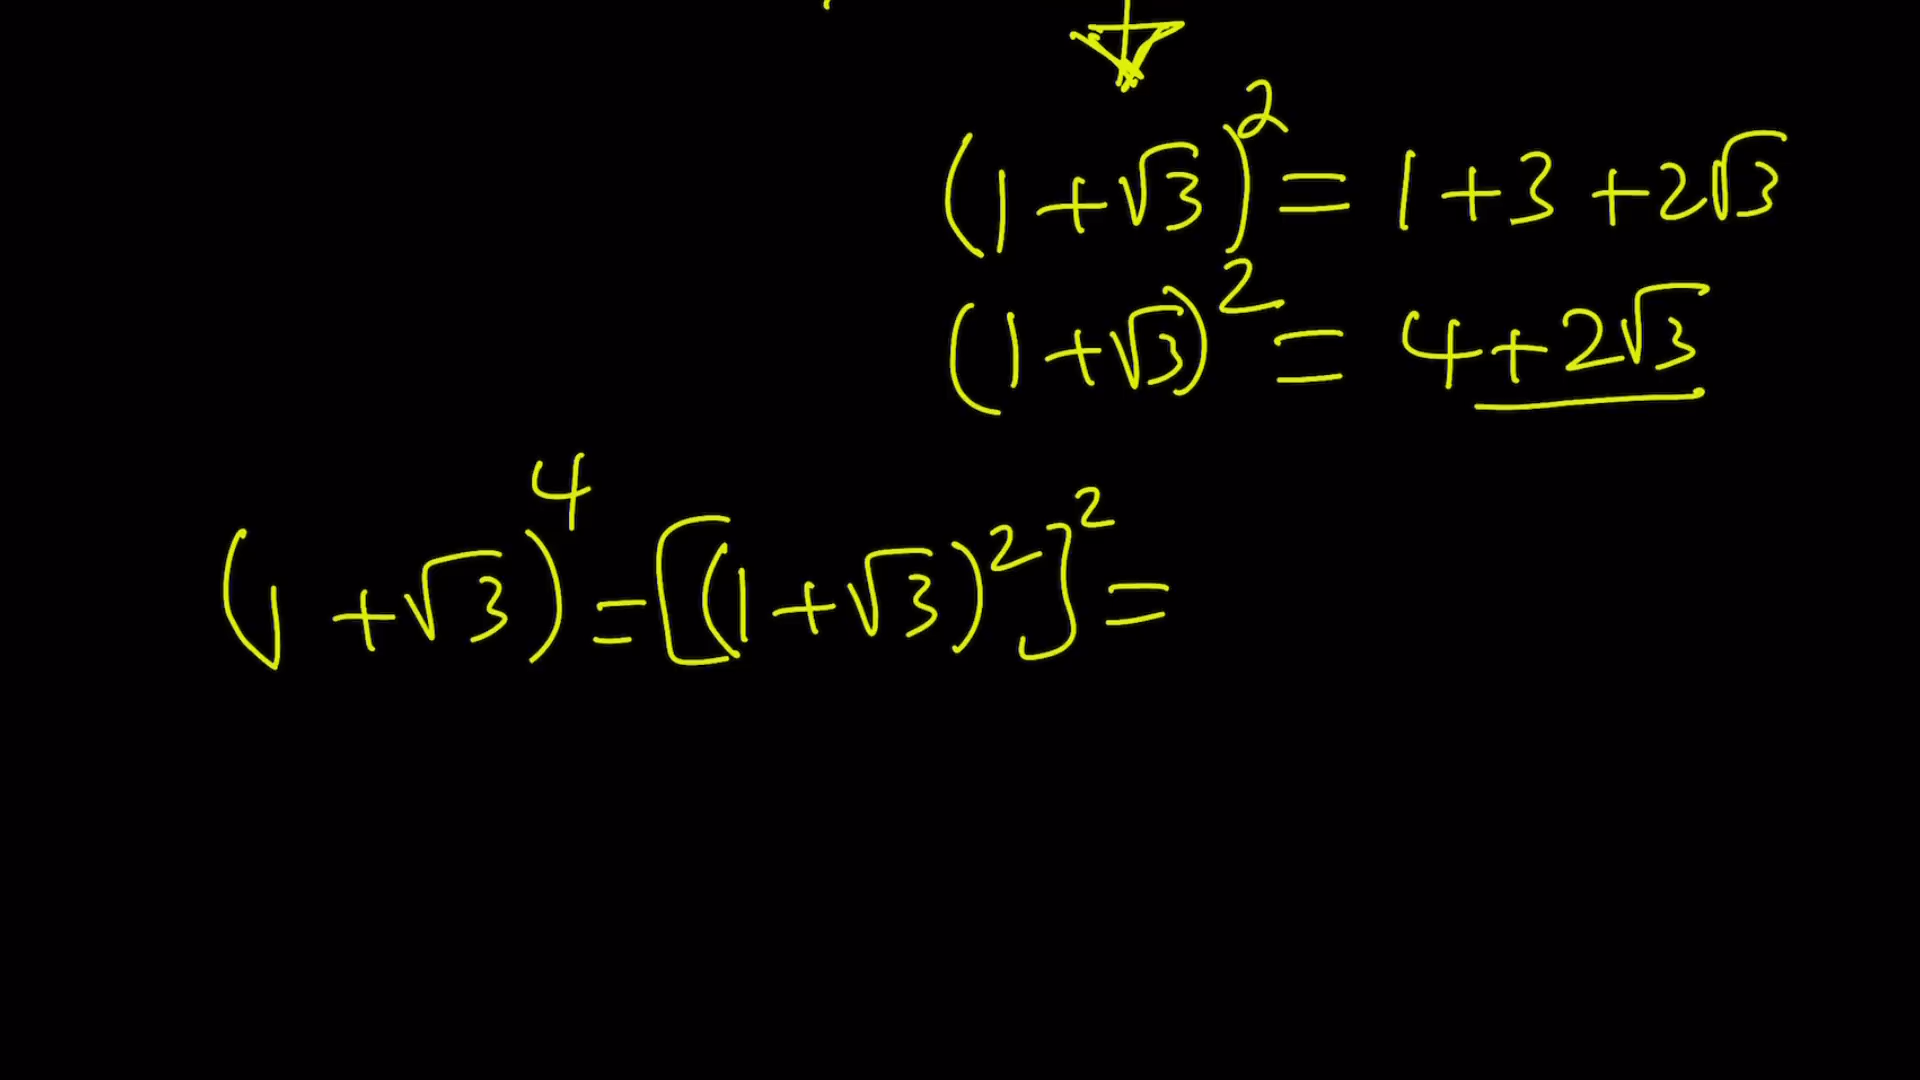 (1+√3)² = 1+3+2√3
(1+√3)² = 4+2√3
(1+√3)⁴ = [(1+√3)²]² =